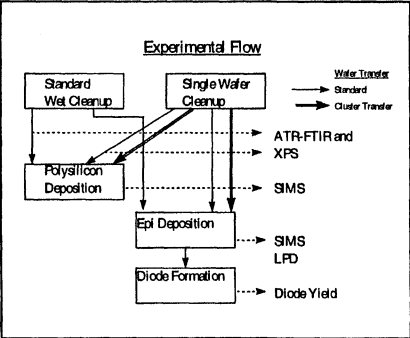 Experimental Flow
Standard
Wet Cleanup
Single Wafer
Cleanup
Wafer Transfer
Standard
Cluster Transfer
ATR-FTIR and
XPS
Polysilicon
Deposition
SIMS
Epi Deposition
SIMS
LPD
Diode Formation
Diode Yield